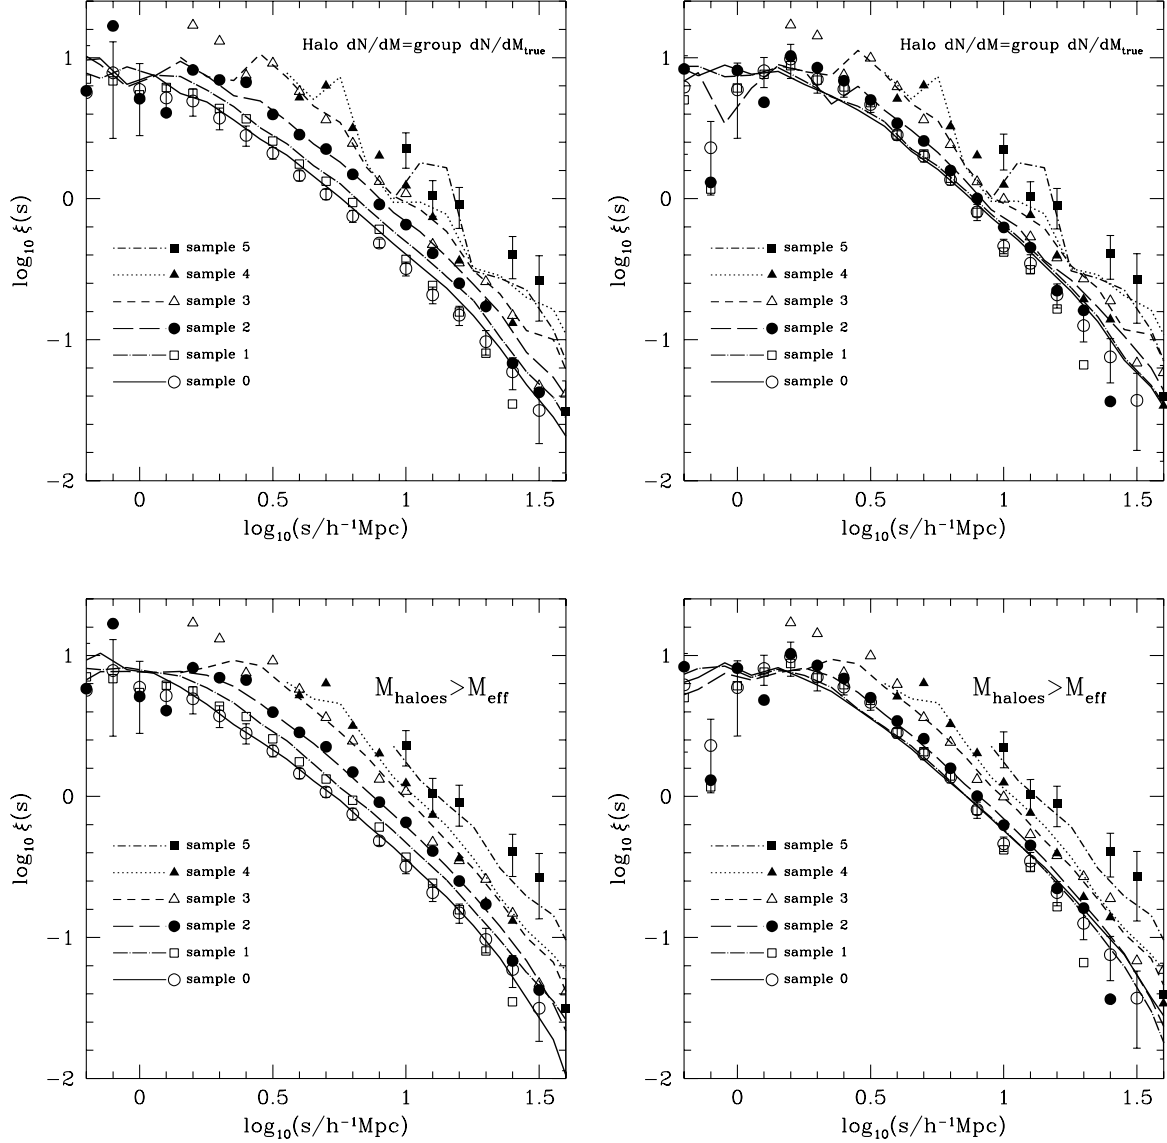 Halo dN/dM=group dN/dM_true
1
0
−1
−2
log₁₀ ξ(s)
sample 5
sample 4
sample 3
sample 2
sample 1
sample 0
0 0.5 1 1.5
log₁₀(s/h⁻¹Mpc)
Halo dN/dM=group dN/dM_true
1
0
−1
−2
log₁₀ ξ(s)
sample 5
sample 4
sample 3
sample 2
sample 1
sample 0
0 0.5 1 1.5
log₁₀(s/h⁻¹Mpc)
M_haloes>M_eff
1
0
−1
−2
log₁₀ ξ(s)
sample 5
sample 4
sample 3
sample 2
sample 1
sample 0
0 0.5 1 1.5
log₁₀(s/h⁻¹Mpc)
M_haloes>M_eff
1
0
−1
−2
log₁₀ ξ(s)
sample 5
sample 4
sample 3
sample 2
sample 1
sample 0
0 0.5 1 1.5
log₁₀(s/h⁻¹Mpc)